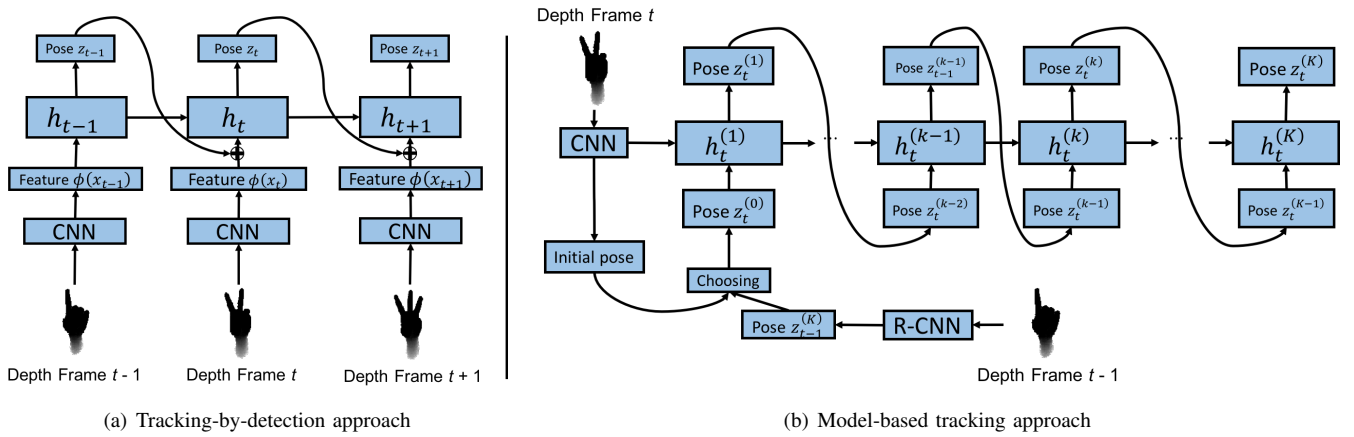 Pose z_{t−1}
Pose z_t
Pose z_{t+1}
h_{t−1}
h_t
h_{t+1}
Feature ϕ(x_{t−1})
Feature ϕ(x_t)
Feature ϕ(x_{t+1})
CNN
CNN
CNN
Depth Frame t - 1
Depth Frame t
Depth Frame t + 1
(a) Tracking-by-detection approach
Depth Frame t
Pose z_t^{(1)}
Pose z_{t−1}^{(k−1)}
Pose z_t^{(k)}
Pose z_t^{(K)}
CNN
h_t^{(1)}
...
h_t^{(k−1)}
h_t^{(k)}
...
h_t^{(K)}
Pose z_t^{(0)}
Pose z_t^{(k−2)}
Pose z_t^{(k−1)}
Pose z_t^{(K−1)}
Initial pose
Choosing
Pose z_{t−1}^{(K)}
R-CNN
Depth Frame t - 1
(b) Model-based tracking approach